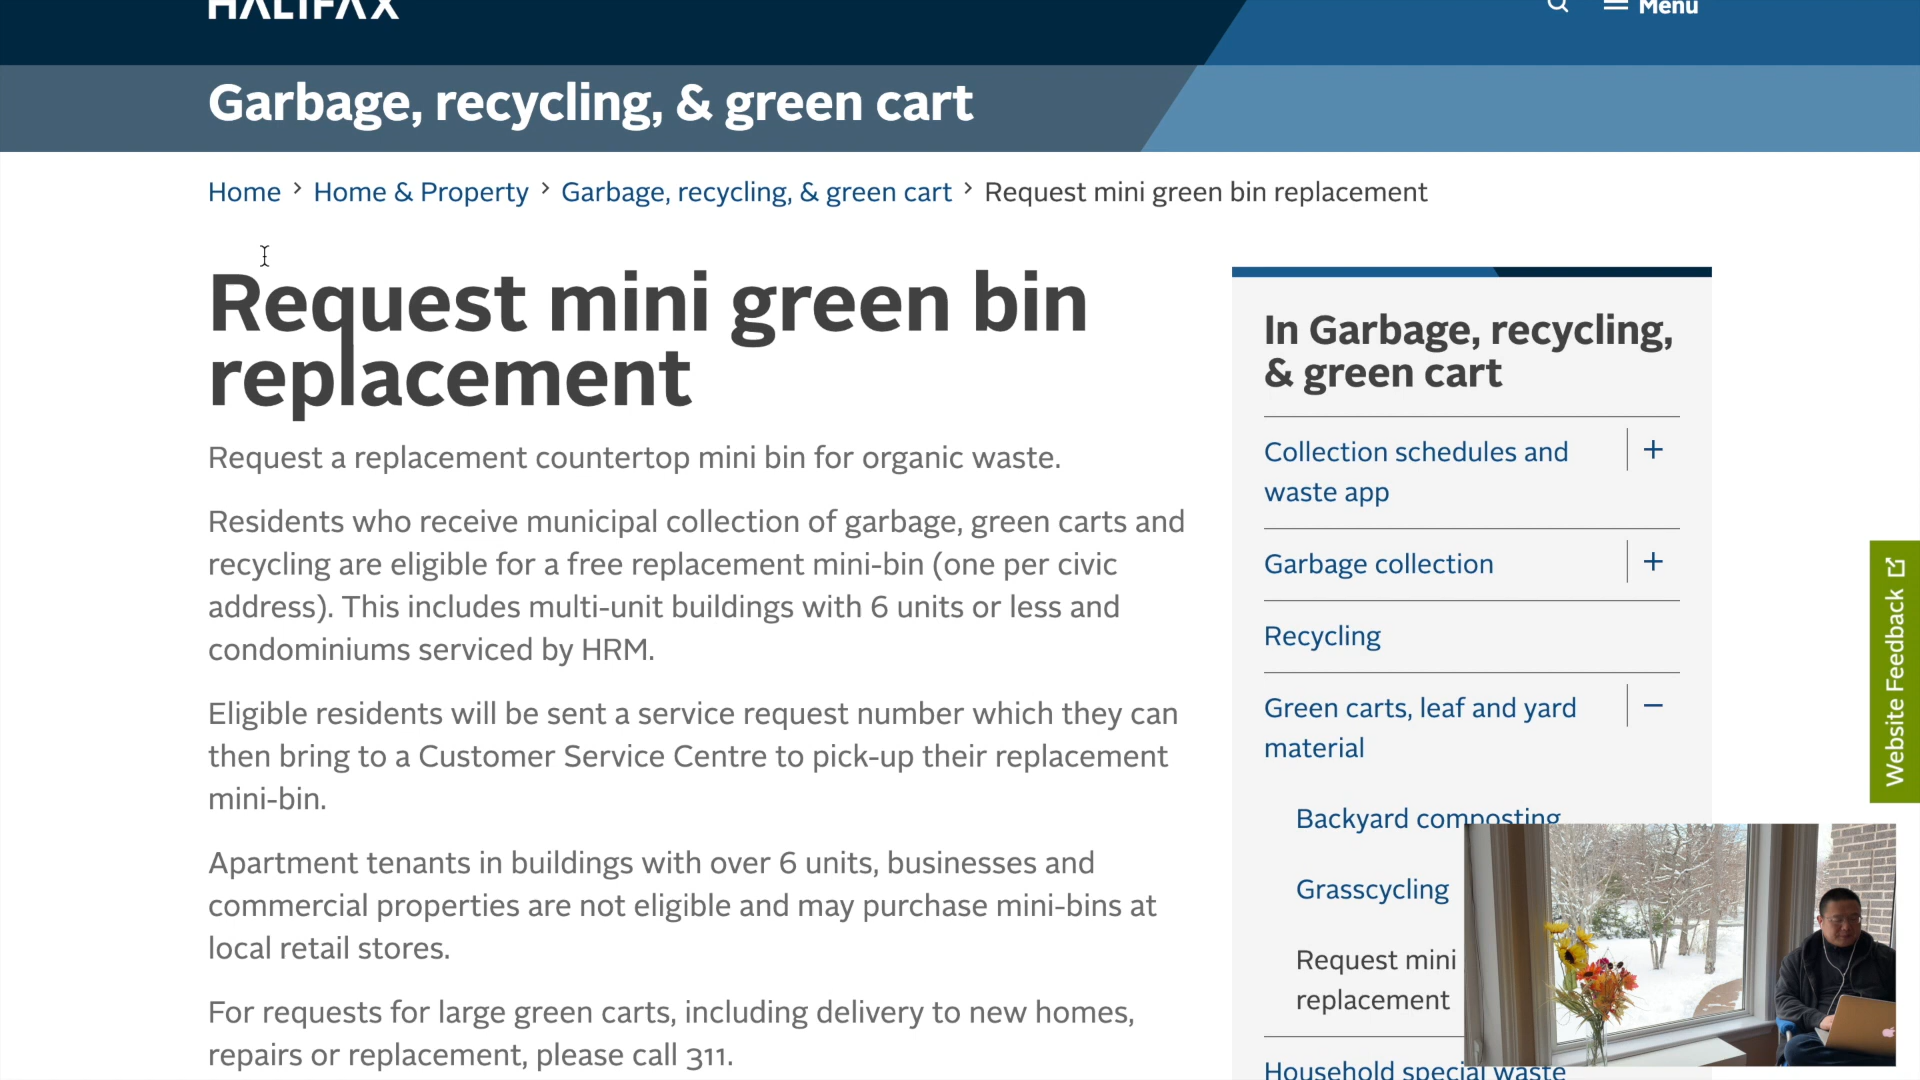 HALIFAX
Menu
Garbage, recycling, & green cart
Home > Home & Property > Garbage, recycling, & green cart > Request mini green bin replacement
Request mini green bin
replacement
Request a replacement countertop mini bin for organic waste.
Residents who receive municipal collection of garbage, green carts and
recycling are eligible for a free replacement mini-bin (one per civic
address). This includes multi-unit buildings with 6 units or less and
condominiums serviced by HRM.
Eligible residents will be sent a service request number which they can
then bring to a Customer Service Centre to pick-up their replacement
mini-bin.
Apartment tenants in buildings with over 6 units, businesses and
commercial properties are not eligible and may purchase mini-bins at
local retail stores.
For requests for large green carts, including delivery to new homes,
repairs or replacement, please call 311.
In Garbage, recycling,
& green cart
Collection schedules and
waste app
+
Garbage collection
+
Recycling
Green carts, leaf and yard
material
−
Backyard composting
Grasscycling
Request mini
replacement
Household special waste
Website Feedback